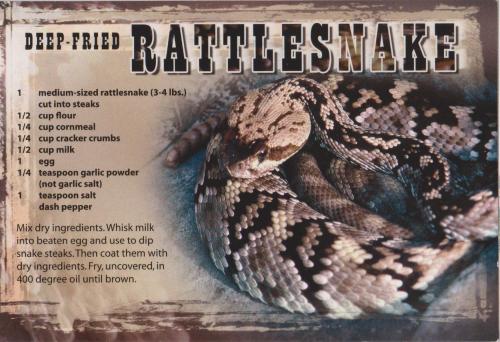 DEEP-FRIED RATTLESNAKE
1 medium-sized rattlesnake (3-4 lbs.)
cut into steaks
1/2 cup flour
1/4 cup cornmeal
1/4 cup cracker crumbs
1/2 cup milk
1 egg
1/4 teaspoon garlic powder
(not garlic salt)
1 teaspoon salt
dash pepper
Mix dry ingredients. Whisk milk
into beaten egg and use to dip
snake steaks. Then coat them with
dry ingredients. Fry, uncovered, in
400 degree oil until brown.